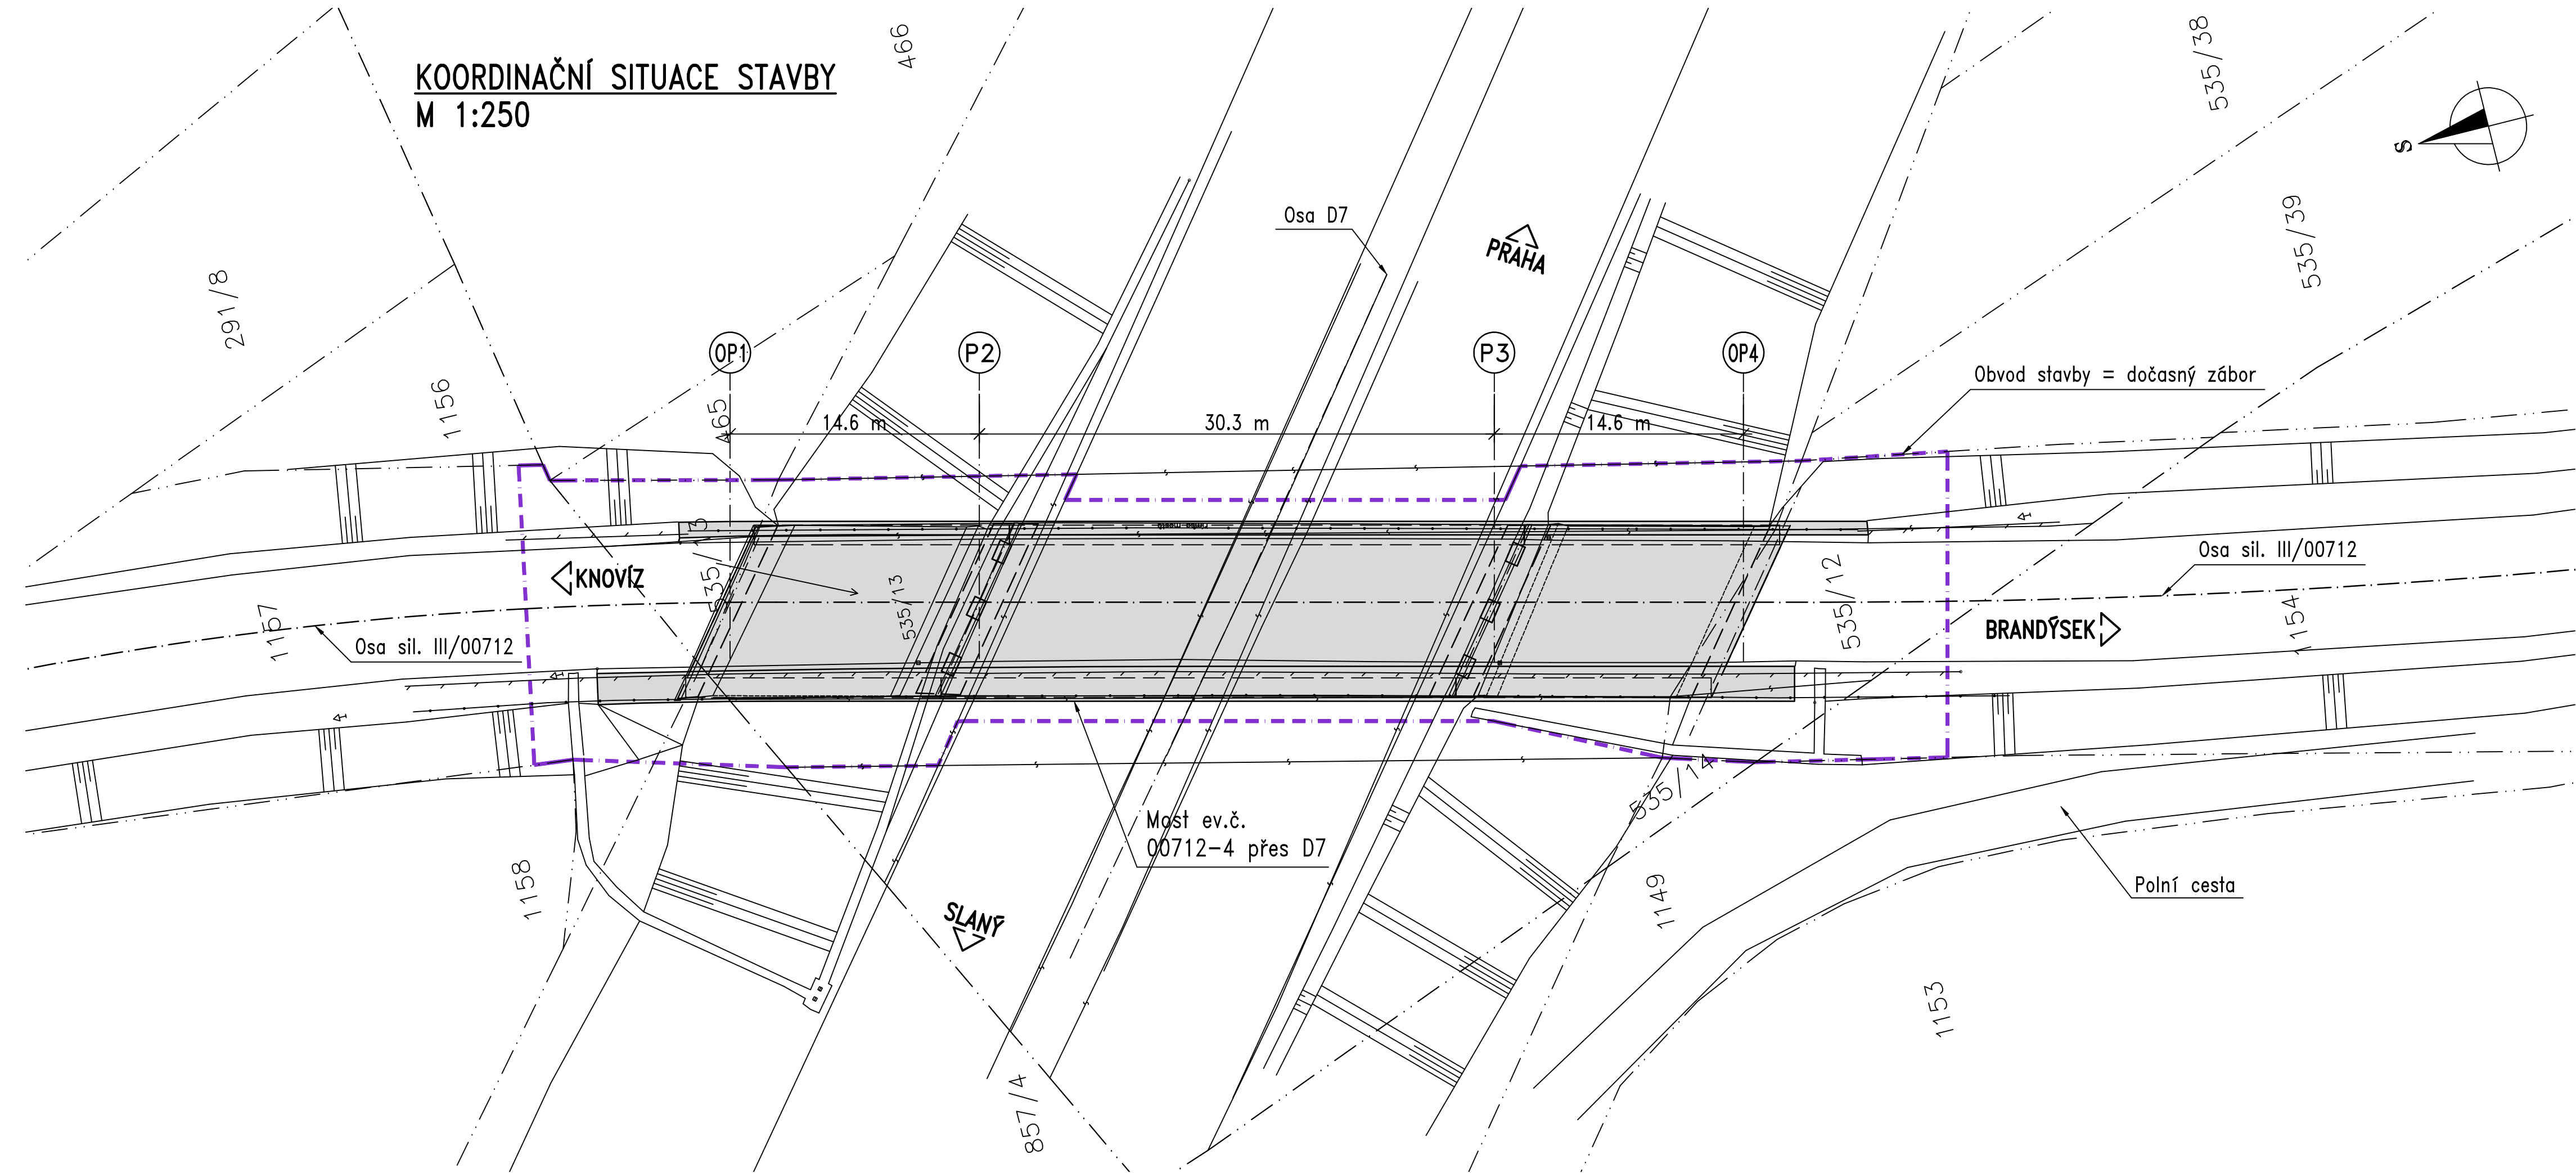 KOORDINAČNÍ SITUACE STAVBY
M 1:250
466
535/38
S
535/39
Osa D7
PRAHA
291/8
OP1
P2
P3
OP4
Obvod stavby = dočasný zábor
1156
465
14.6 m
30.3 m
14.6 m
Osa sil. III/00712
KNOVÍZ
535/13
535/12
1157
1154
BRANDÝSEK
Osa sil. III/00712
535/14
Most ev.č.
00712-4 přes D7
1158
SLANÝ
1149
Polní cesta
1153
857/4